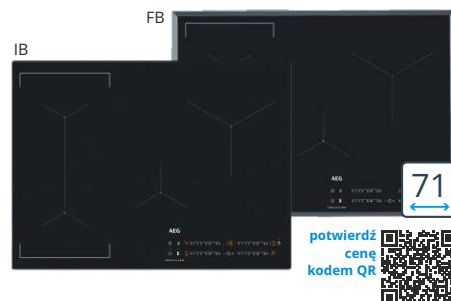 FB
IB
AEG
AEG
71
potwierdź
cenę
kodem QR